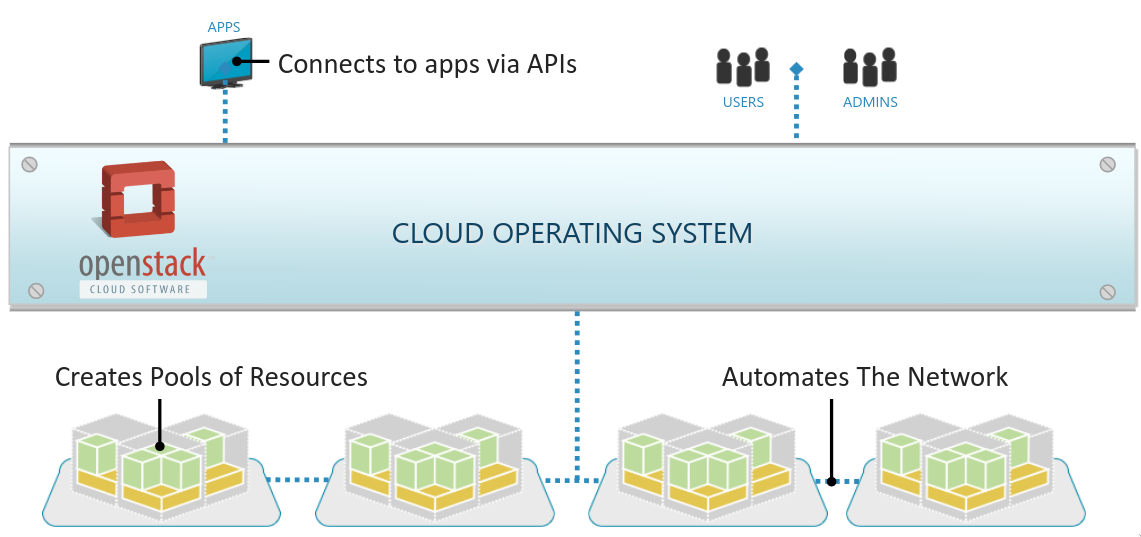 APPS
Connects to apps via APIs
USERS
ADMINS
CLOUD OPERATING SYSTEM
openstack
CLOUD SOFTWARE
Creates Pools of Resources
Automates The Network